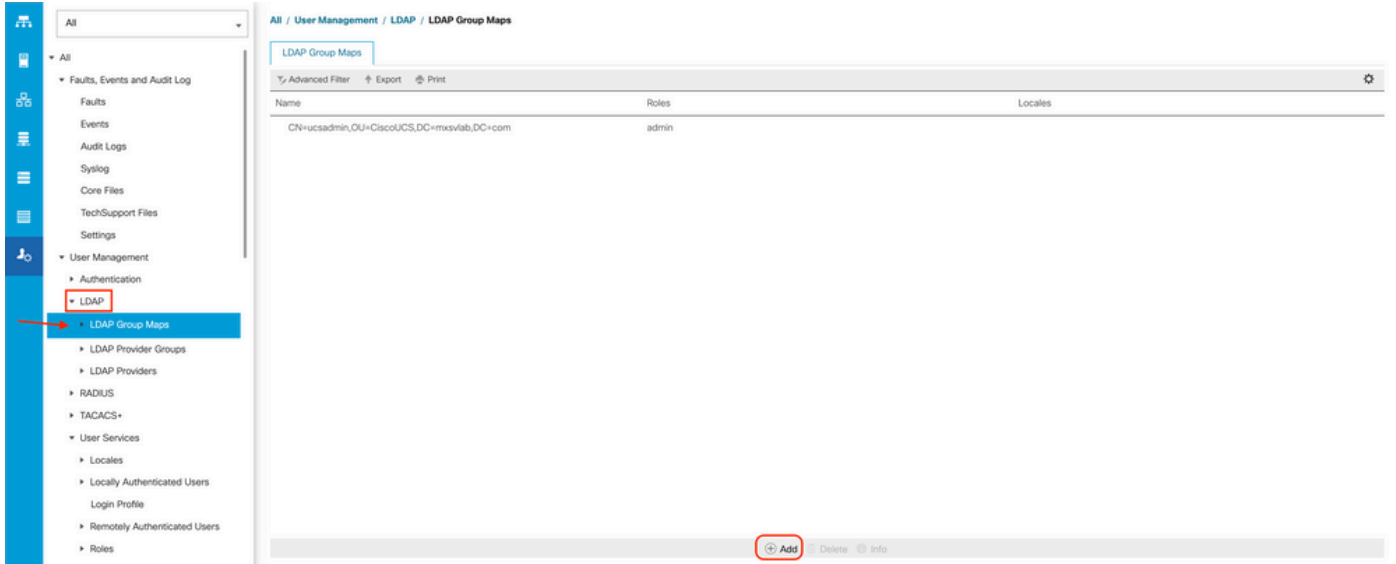 All
All / User Management / LDAP / LDAP Group Maps
LDAP Group Maps
Advanced Filter Export Print
Name Roles Locales
CN=ucsadmin,OU=CiscoUCS,DC=mxsvlab,DC=com admin
All
Faults, Events and Audit Log
Faults
Events
Audit Logs
Syslog
Core Files
TechSupport Files
Settings
User Management
Authentication
LDAP
LDAP Group Maps
LDAP Provider Groups
LDAP Providers
RADIUS
TACACS+
User Services
Locales
Locally Authenticated Users
Login Profile
Remotely Authenticated Users
Roles
Add Delete Info